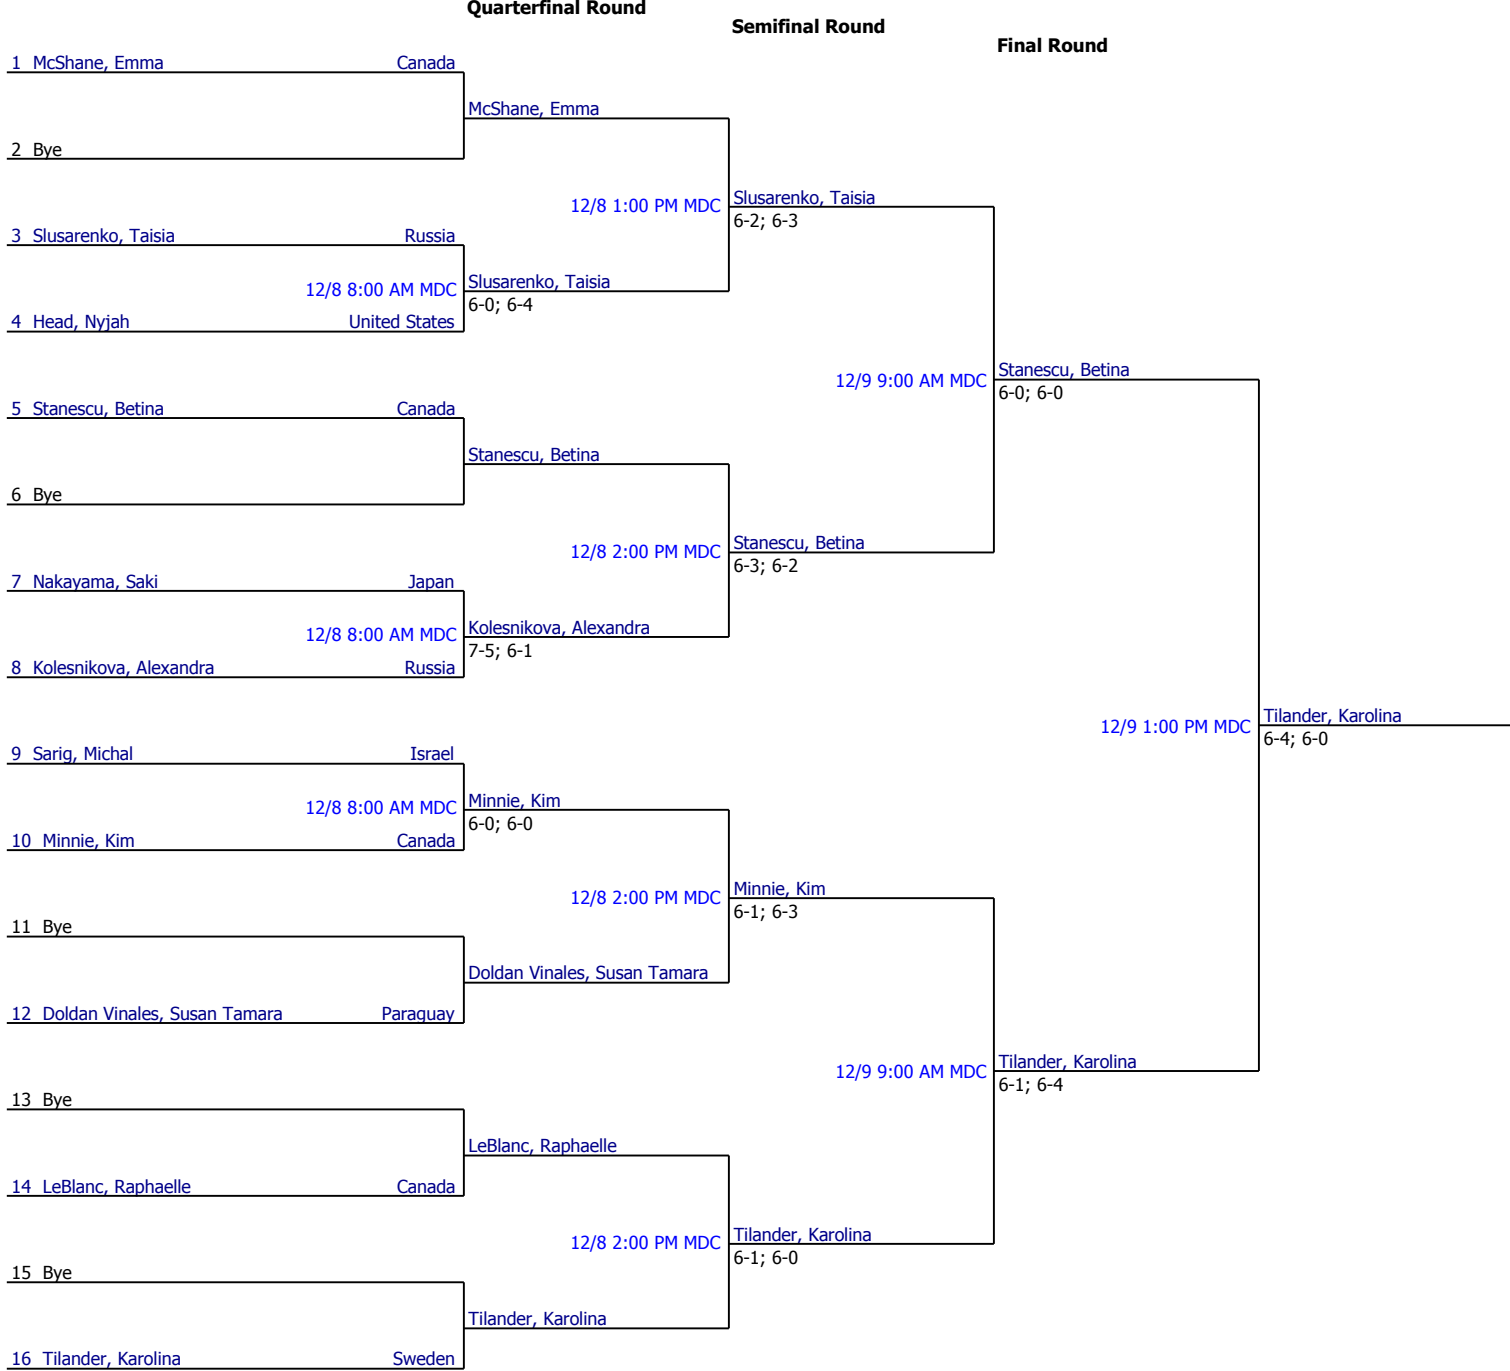 Quarterfinal Round
Semifinal Round
Final Round
1 McShane, Emma Canada
McShane, Emma
2 Bye
12/8 1:00 PM MDC
Slusarenko, Taisia
6-2; 6-3
3 Slusarenko, Taisia Russia
12/8 8:00 AM MDC
Slusarenko, Taisia
6-0; 6-4
4 Head, Nyjah United States
12/9 9:00 AM MDC
Stanescu, Betina
6-0; 6-0
5 Stanescu, Betina Canada
Stanescu, Betina
6 Bye
12/8 2:00 PM MDC
Stanescu, Betina
6-3; 6-2
7 Nakayama, Saki Japan
12/8 8:00 AM MDC
Kolesnikova, Alexandra
7-5; 6-1
8 Kolesnikova, Alexandra Russia
12/9 1:00 PM MDC
Tilander, Karolina
6-4; 6-0
9 Sarig, Michal Israel
12/8 8:00 AM MDC
Minnie, Kim
6-0; 6-0
10 Minnie, Kim Canada
12/8 2:00 PM MDC
Minnie, Kim
6-1; 6-3
11 Bye
Doldan Vinales, Susan Tamara
12 Doldan Vinales, Susan Tamara Paraguay
12/9 9:00 AM MDC
Tilander, Karolina
6-1; 6-4
13 Bye
LeBlanc, Raphaelle
14 LeBlanc, Raphaelle Canada
12/8 2:00 PM MDC
Tilander, Karolina
6-1; 6-0
15 Bye
Tilander, Karolina
16 Tilander, Karolina Sweden